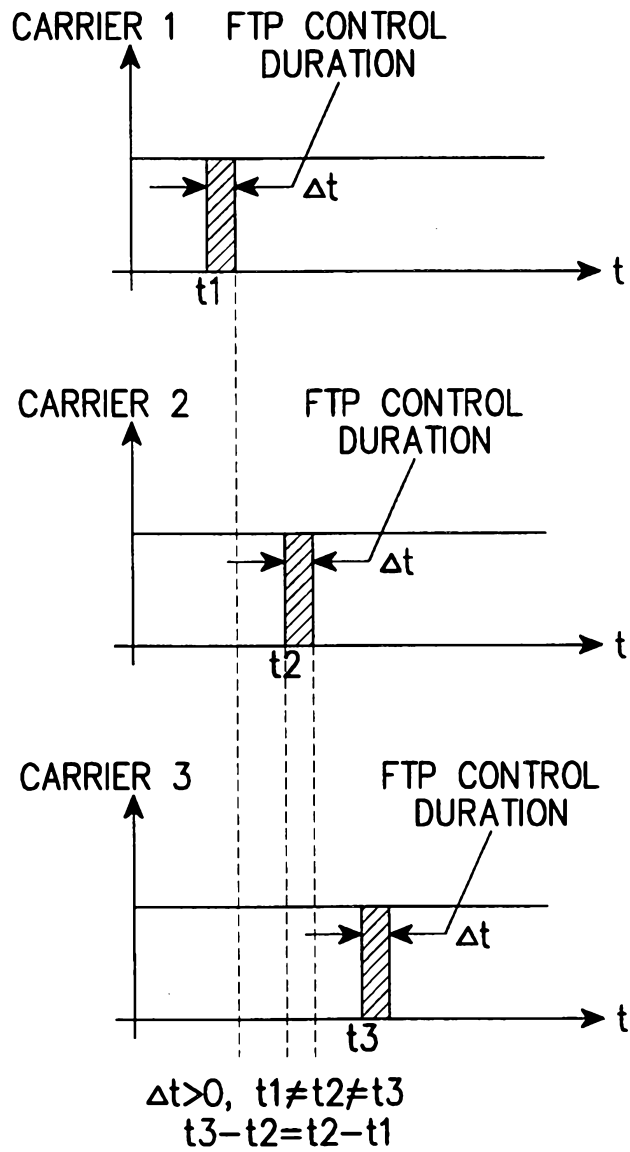 CARRIER 1
FTP CONTROL
DURATION
Δt
t1
t
CARRIER 2
FTP CONTROL
DURATION
Δt
t2
t
CARRIER 3
FTP CONTROL
DURATION
Δt
t3
t
Δt>0, t1≠t2≠t3
t3-t2=t2-t1